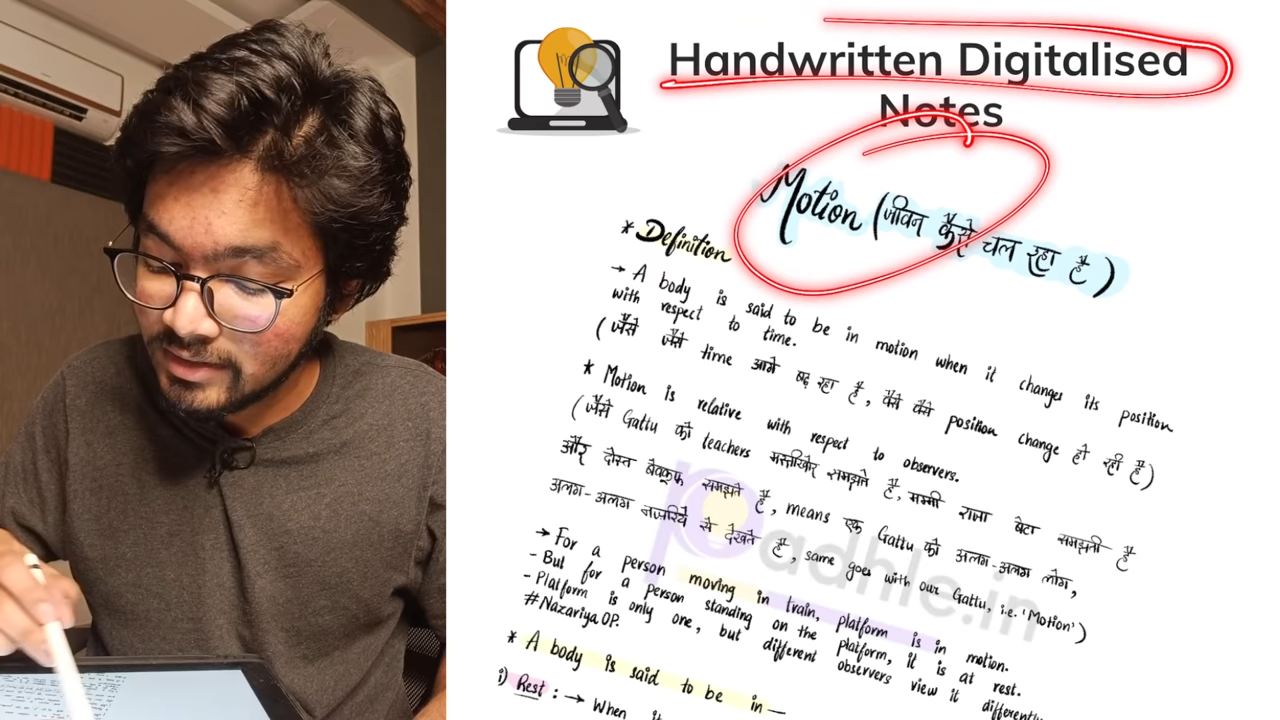 Handwritten Digitalised
Notes
Motion (जीवन कैसे चल रहा है)
* Definition
→ A body is said to be in motion when it changes its position
with respect to time.
(जैसे जैसे time आगे बढ़ रहा है, वैसे वैसे position change हो रही है)
* Motion is relative with respect to observers.
(जैसे Gattu को teachers मस्तीखोर समझते हैं, मम्मी राजा बेटा समझती है
और दोस्त बेवकूफ समझते हैं, means एक Gattu को अलग-अलग लोग,
अलग-अलग नजरिये से देखते हैं, same goes with our Gattu, i.e. 'Motion')
→ For a person moving in train, platform is in motion.
- But for a person standing on the platform, it is at rest.
- Platform is only one, but different observers view it differently
#Nazariya OP.
* A body is said to be in—
i) Rest : → When it
padhle.in